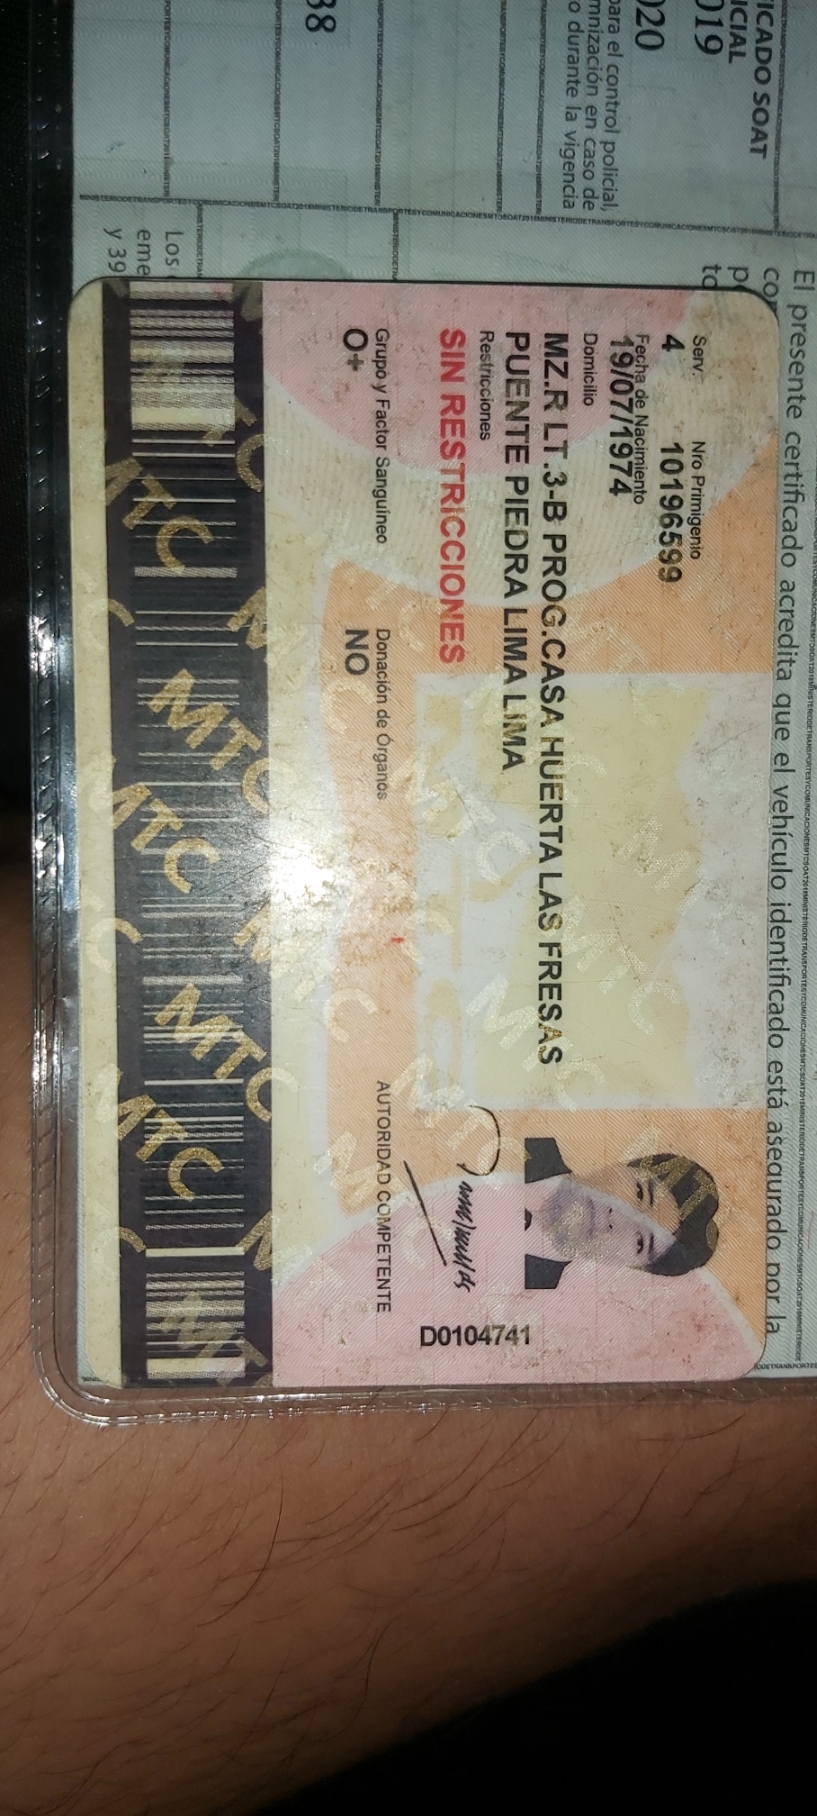 ICADO SOAT
ICIAL
019
020
para el control policial,
mnización en caso de
o durante la vigencia
38
El presente certificado acredita que el vehículo identificado está asegurado por la
Los
eme
y 39
Serv. Nro Primigenio
4 10196599
Fecha de Nacimiento
19/07/1974
Domicilio
MZ.R LT.3-B PROG.CASA HUERTA LAS FRESAS
PUENTE PIEDRA LIMA LIMA
Restricciones
SIN RESTRICCIONES
Grupo y Factor Sanguíneo Donación de Órganos
O+ NO
AUTORIDAD COMPETENTE
D0104741
MTC MTC MTC MTC MTC